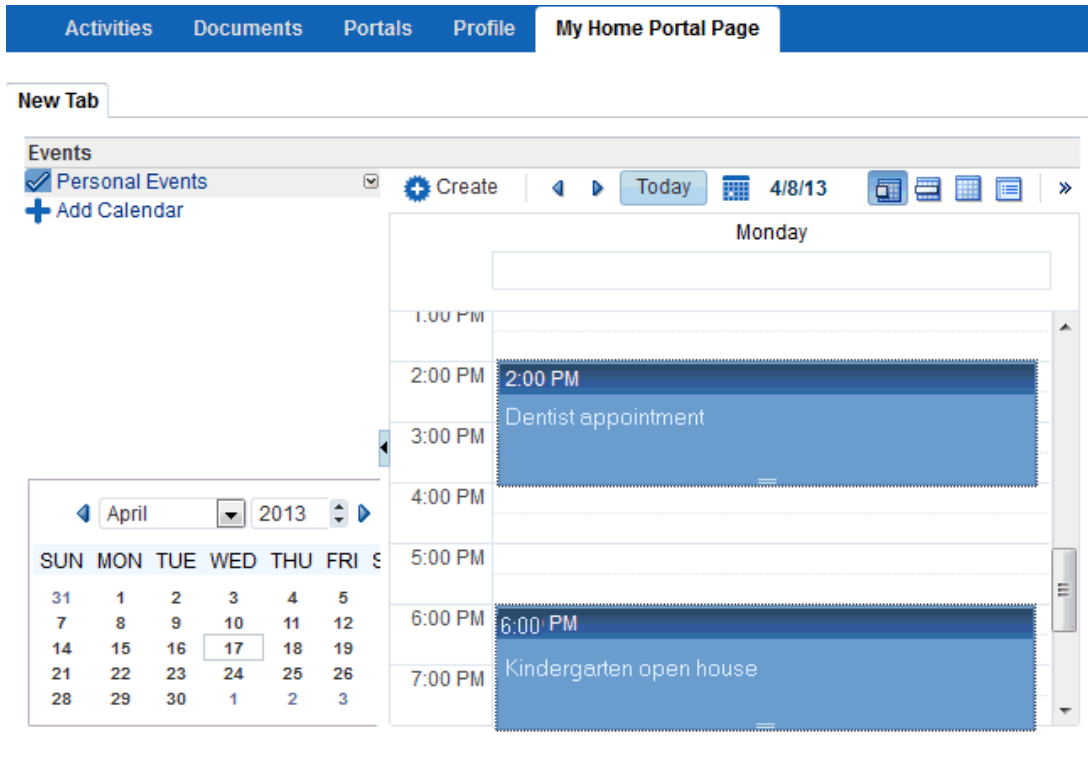 Activities Documents Portals Profile My Home Portal Page
New Tab
Events
Personal Events
Add Calendar
Create Today 4/8/13 »
Monday
1:00 PM
2:00 PM 2:00 PM
Dentist appointment
3:00 PM
4:00 PM
5:00 PM
6:00 PM 6:00 PM
Kindergarten open house
7:00 PM
April 2013
SUN MON TUE WED THU FRI S
31 1 2 3 4 5
7 8 9 10 11 12
14 15 16 17 18 19
21 22 23 24 25 26
28 29 30 1 2 3